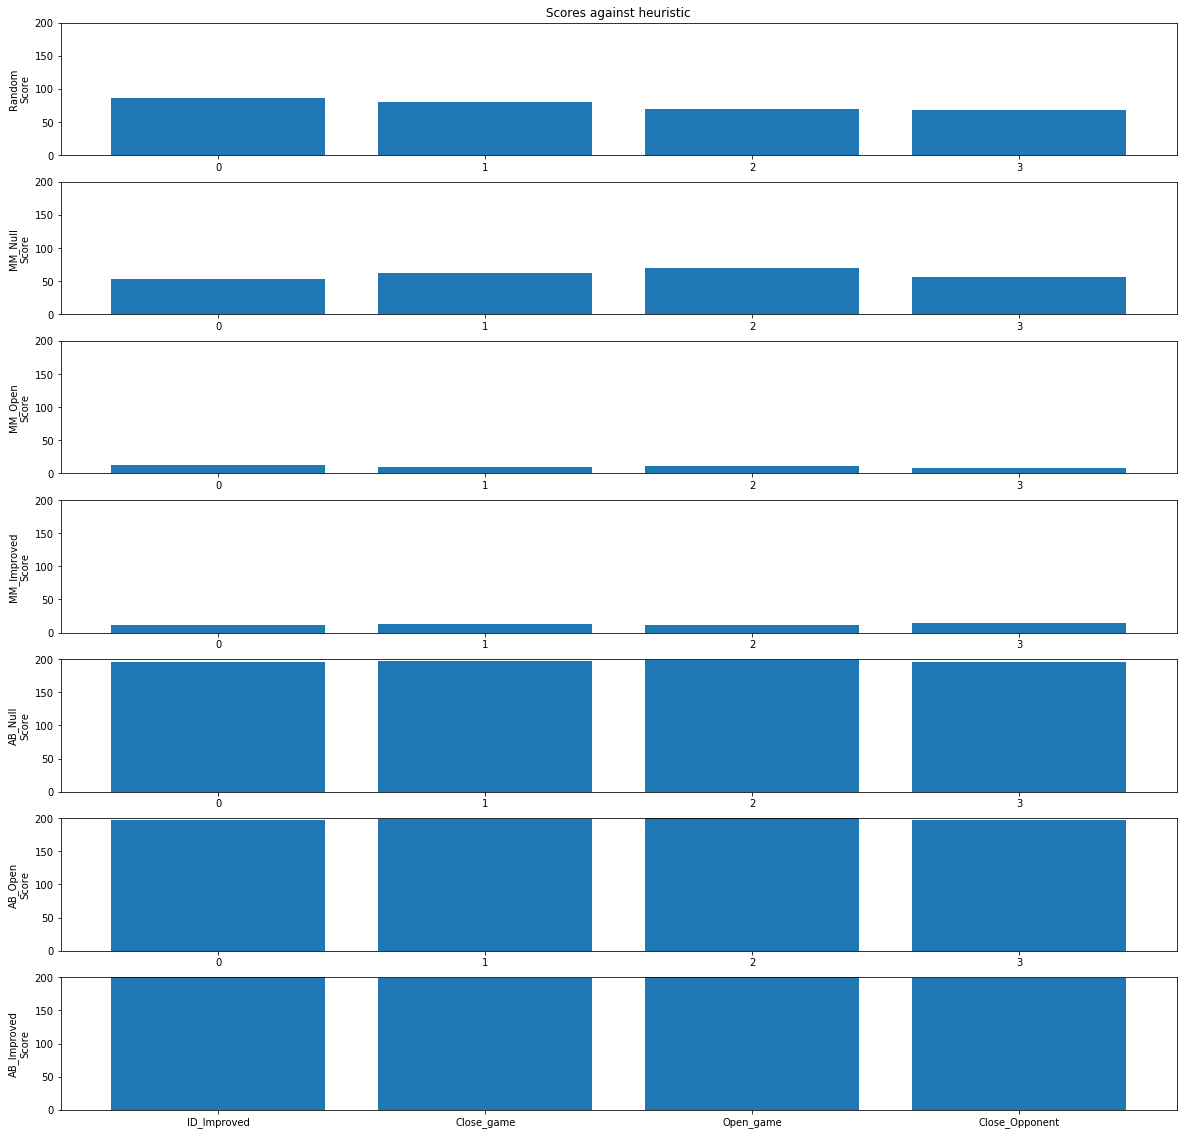 Scores against heuristic
200
150
100
50
0
Random
Score
0 1 2 3
200
150
100
50
0
MM_Null
Score
0 1 2 3
200
150
100
50
0
MM_Open
Score
0 1 2 3
200
150
100
50
0
MM_Improved
Score
0 1 2 3
200
150
100
50
0
AB_Null
Score
0 1 2 3
200
150
100
50
0
AB_Open
Score
0 1 2 3
200
150
100
50
0
AB_Improved
Score
ID_Improved Close_game Open_game Close_Opponent